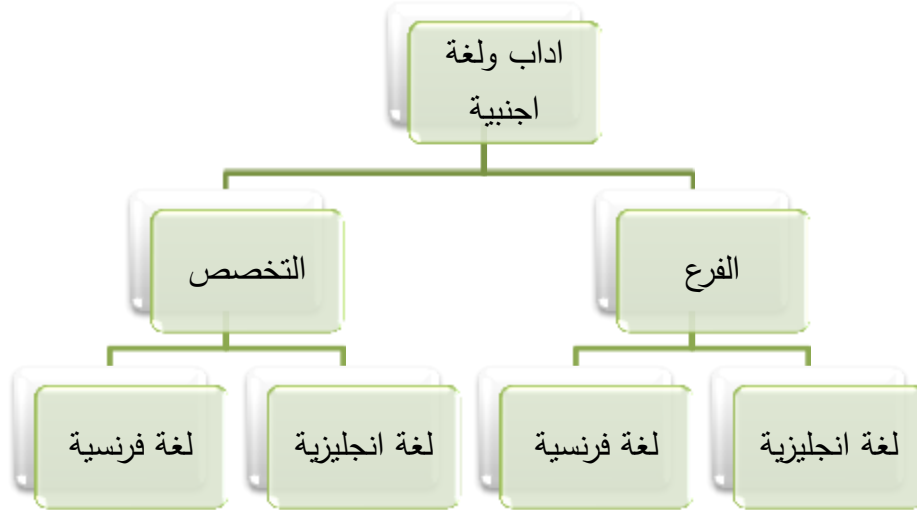 اداب ولغة
اجنبية
الفرع
التخصص
لغة انجليزية
لغة فرنسية
لغة انجليزية
لغة فرنسية